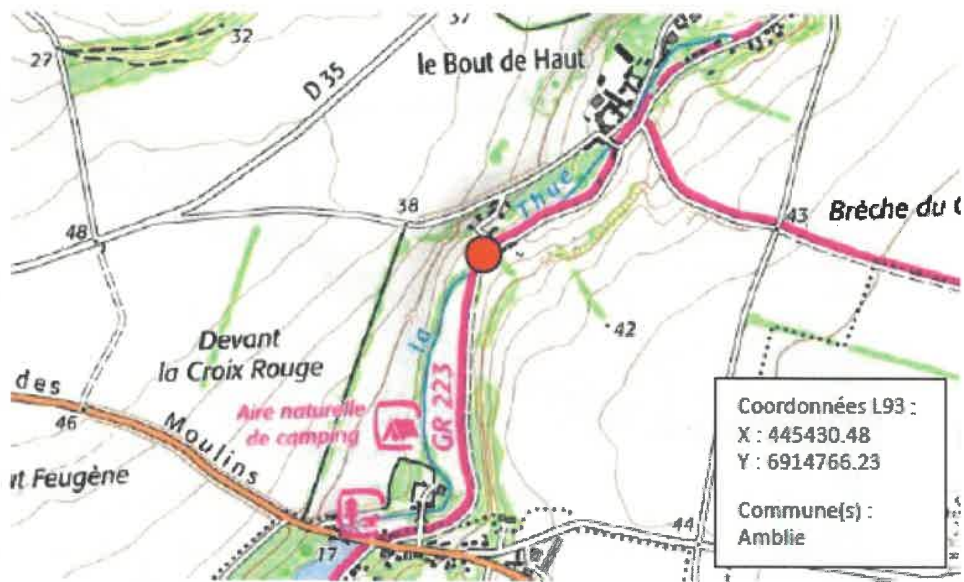 37
32
27
le Bout de Haut
D 35
Thue
38
43
Brèche du
48
42
la
Devant
la Croix Rouge
GR 223
des
Aire naturelle
de camping
46
Moulins
Feugène
17
44
Coordonnées L93 :
X : 445430.48
Y : 6914766.23
Commune(s) :
Amblie